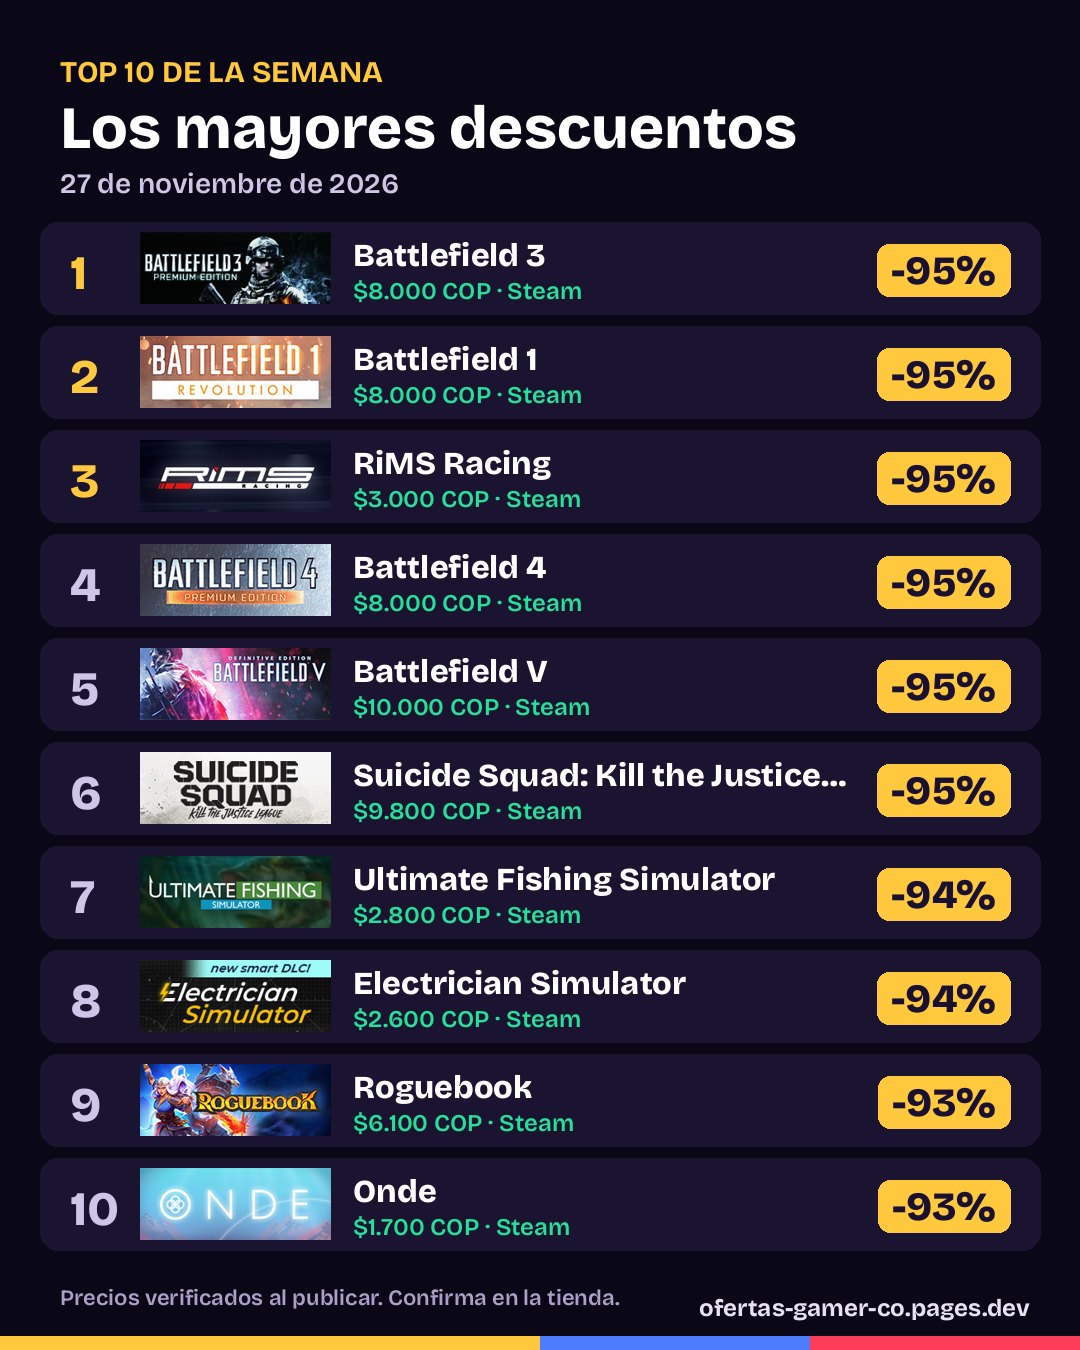 TOP 10 DE LA SEMANA
Los mayores descuentos
27 de noviembre de 2026
1
BATTLEFIELD 3
PREMIUM EDITION
Battlefield 3
$8.000 COP · Steam
-95%
2
BATTLEFIELD 1
REVOLUTION
Battlefield 1
$8.000 COP · Steam
-95%
3
RiMS
RACING
RiMS Racing
$3.000 COP · Steam
-95%
4
BATTLEFIELD 4
PREMIUM EDITION
Battlefield 4
$8.000 COP · Steam
-95%
5
DEFINITIVE EDITION
BATTLEFIELD V
Battlefield V
$10.000 COP · Steam
-95%
6
SUICIDE
SQUAD
KILL THE JUSTICE LEAGUE
Suicide Squad: Kill the Justice...
$9.800 COP · Steam
-95%
7
ULTIMATE FISHING
SIMULATOR
Ultimate Fishing Simulator
$2.800 COP · Steam
-94%
8
new smart DLC!
Electrician
Simulator
Electrician Simulator
$2.600 COP · Steam
-94%
9
ROGUEBOOK
Roguebook
$6.100 COP · Steam
-93%
10
ONDE
Onde
$1.700 COP · Steam
-93%
Precios verificados al publicar. Confirma en la tienda.
ofertas-gamer-co.pages.dev